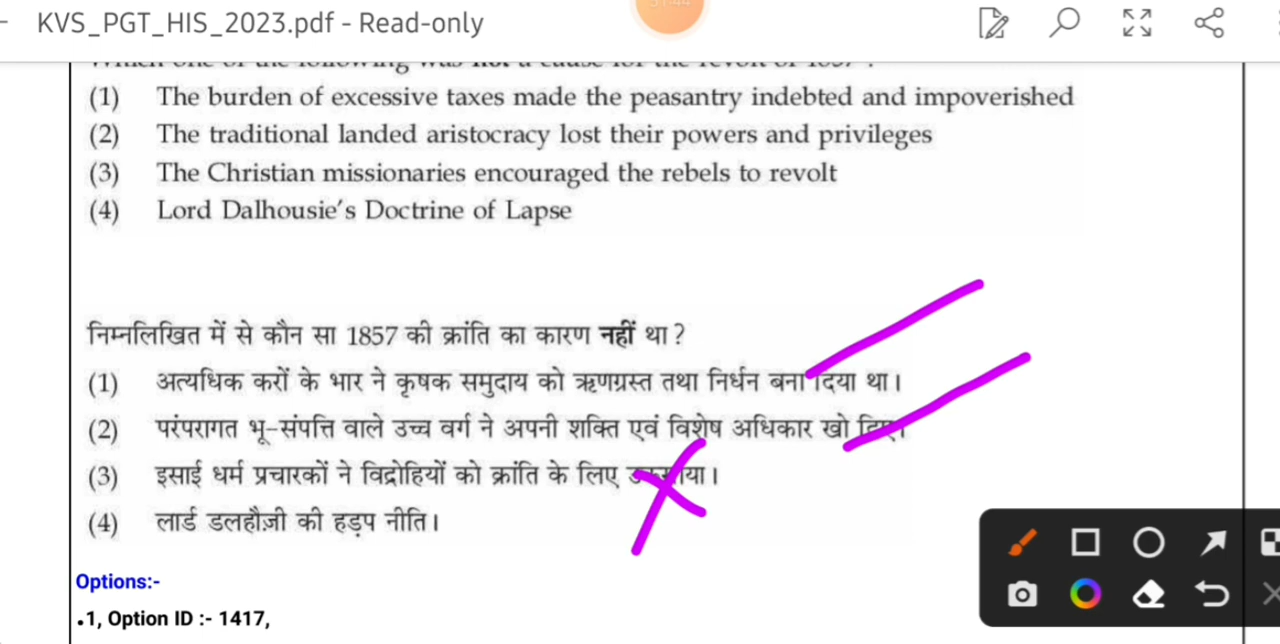 KVS_PGT_HIS_2023.pdf - Read-only
(1) The burden of excessive taxes made the peasantry indebted and impoverished
(2) The traditional landed aristocracy lost their powers and privileges
(3) The Christian missionaries encouraged the rebels to revolt
(4) Lord Dalhousie's Doctrine of Lapse
निम्नलिखित में से कौन सा 1857 की क्रांति का कारण नहीं था ?
(1) अत्यधिक करों के भार ने कृषक समुदाय को ऋणग्रस्त तथा निर्धन बना दिया था।
(2) परंपरागत भू-संपत्ति वाले उच्च वर्ग ने अपनी शक्ति एवं विशेष अधिकार खो दिए।
(3) इसाई धर्म प्रचारकों ने विद्रोहियों को क्रांति के लिए
(4) लार्ड डलहौज़ी की हड़प नीति।
Options:-
.1, Option ID :- 1417,